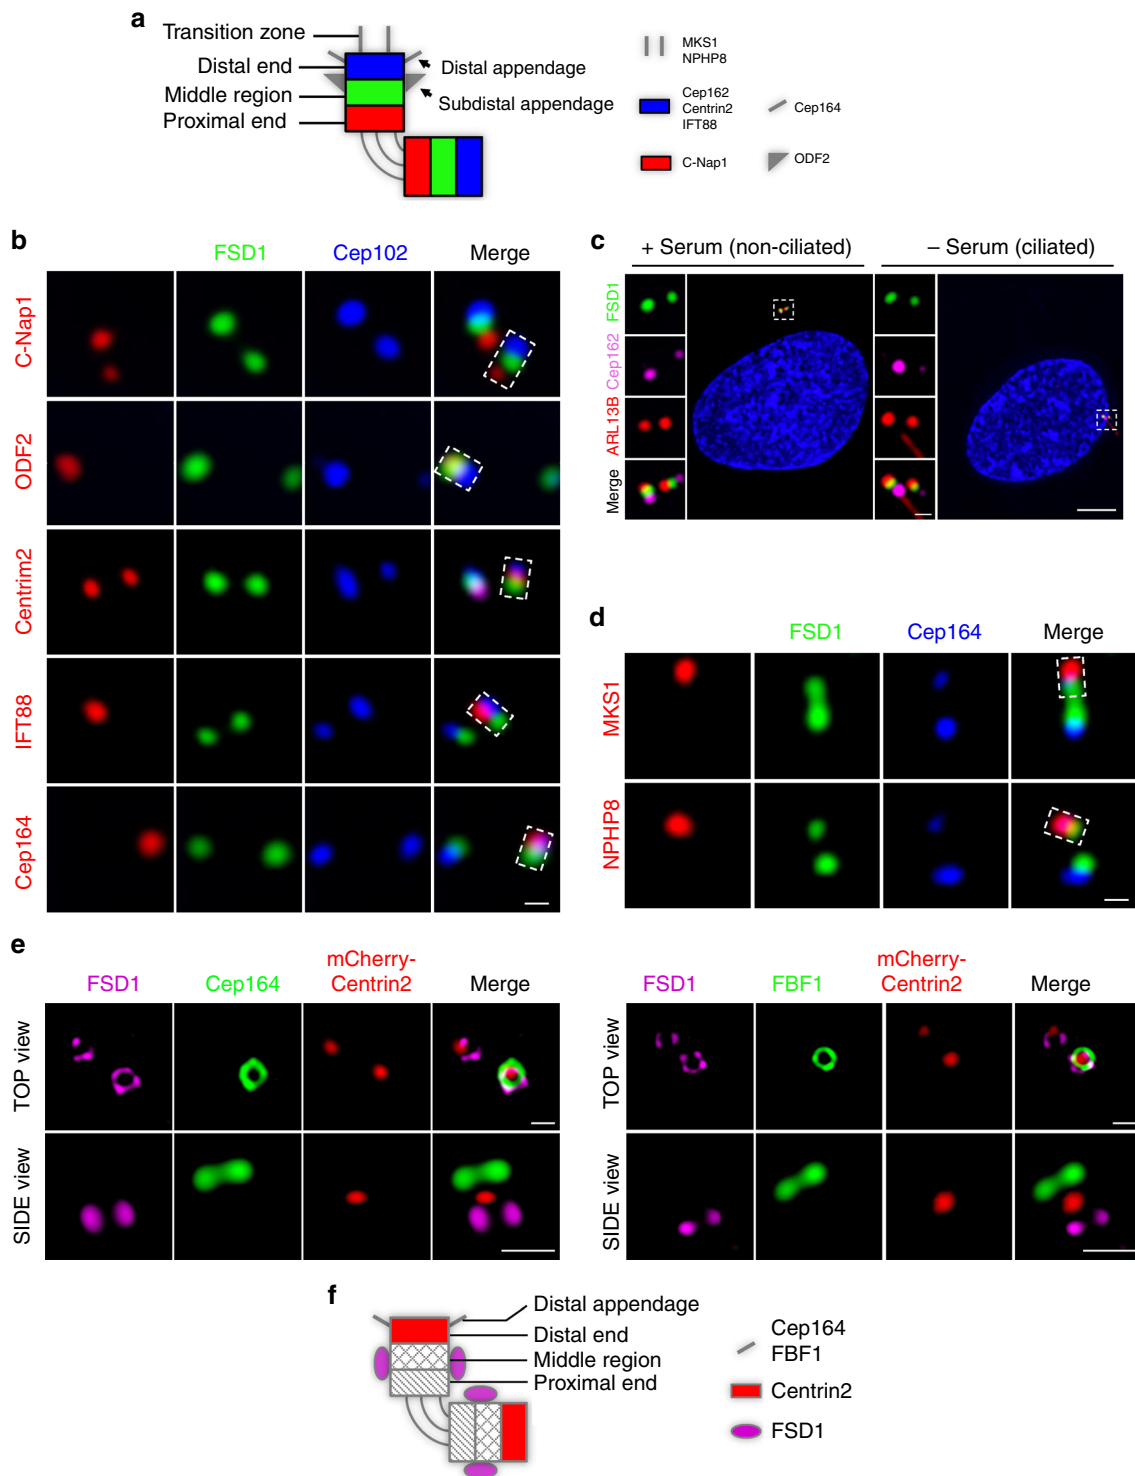 a
Transition zone
Distal end
Middle region
Proximal end
Distal appendage
Subdistal appendage
MKS1
NPHP8
Cep162
Centrin2
IFT88
Cep164
C-Nap1
ODF2
b
FSD1 Cep102 Merge
C-Nap1
ODF2
Centrim2
IFT88
Cep164
c
+ Serum (non-ciliated) – Serum (ciliated)
FSD1
Cep162
ARL13B
Merge
d
FSD1 Cep164 Merge
MKS1
NPHP8
e
FSD1 Cep164 mCherry-
Centrin2 Merge
TOP view
SIDE view
FSD1 FBF1 mCherry-
Centrin2 Merge
TOP view
SIDE view
f
Distal appendage
Distal end
Middle region
Proximal end
Cep164
FBF1
Centrin2
FSD1